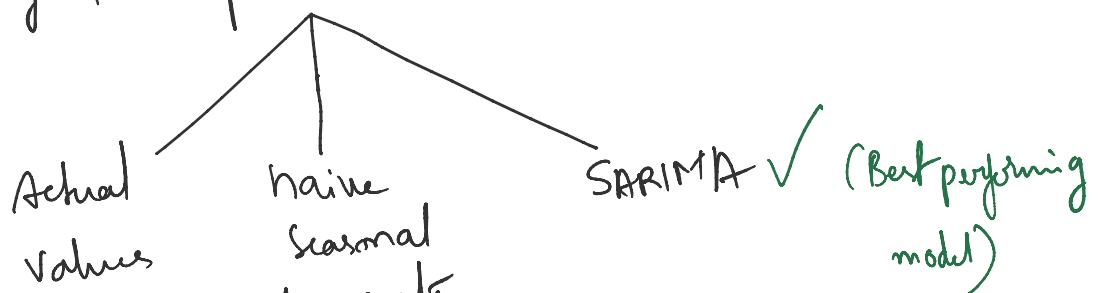 Actual
Values
naive
seasonal
SARIMA ✓ (Best performing
model)